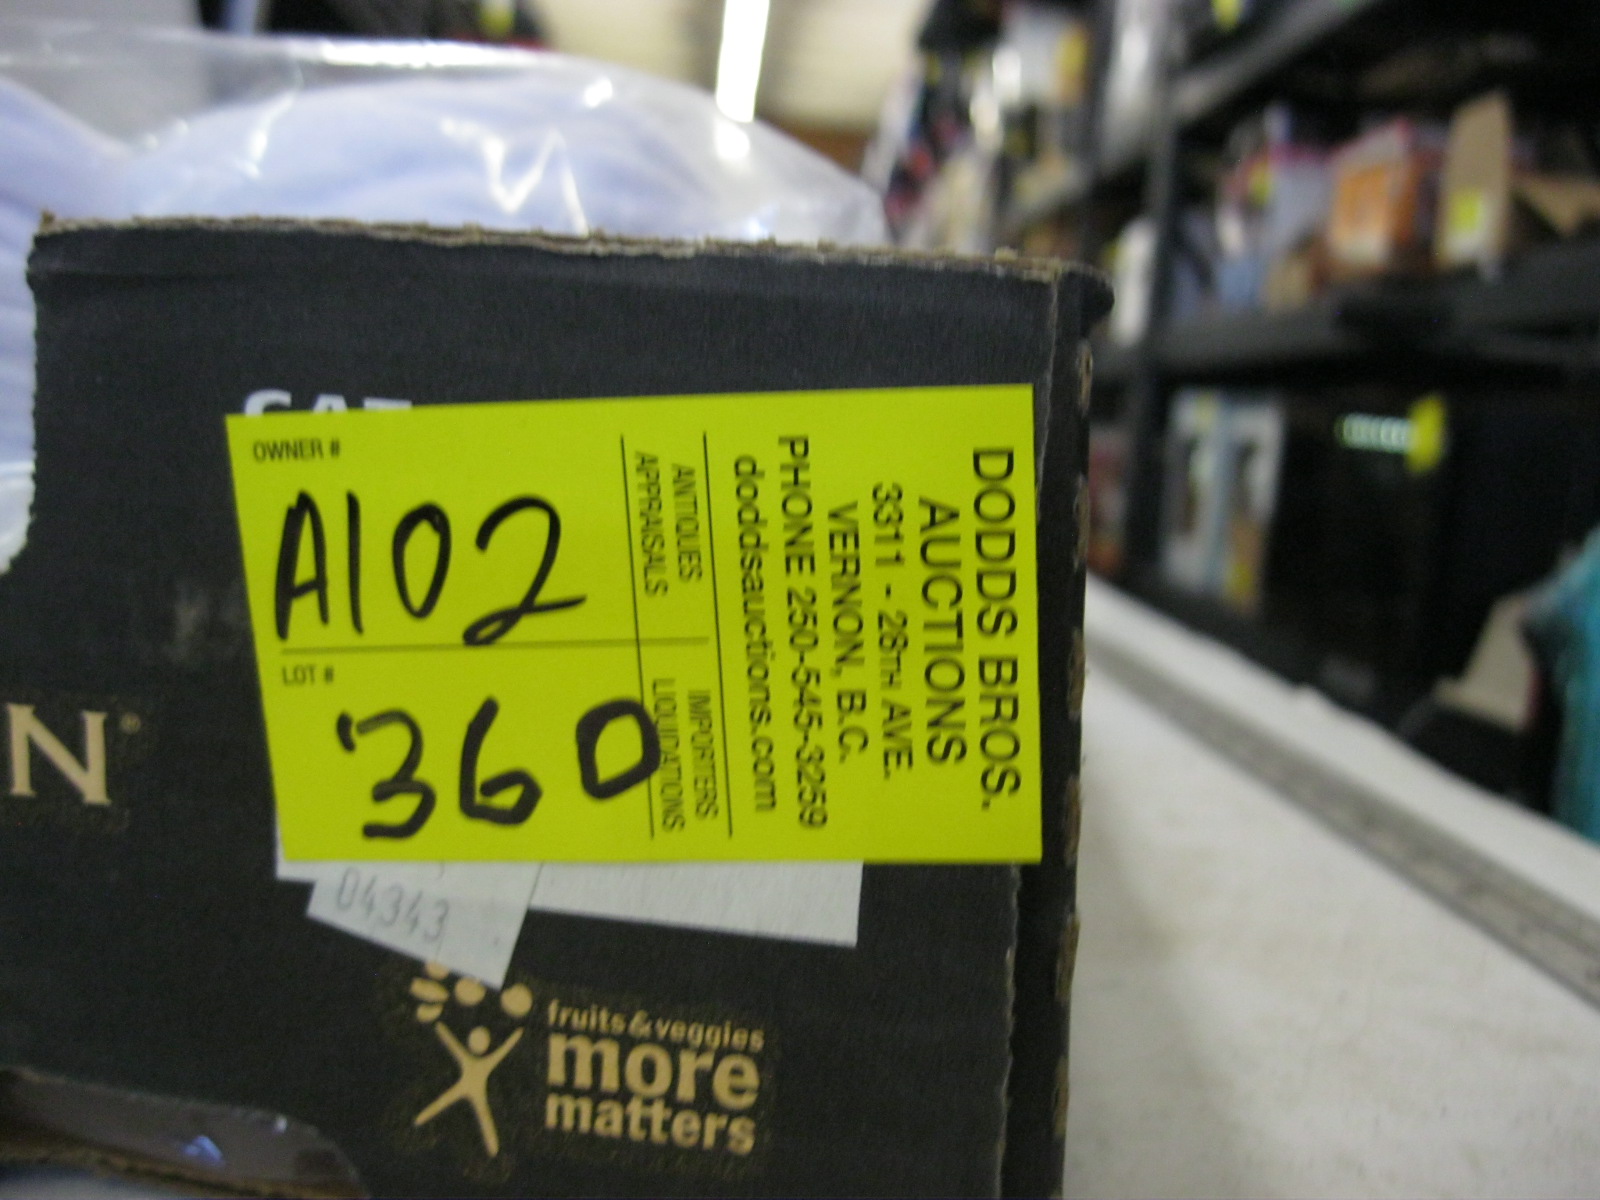 OWNER #
A102
LOT #
360
ANTIQUES
APPRAISALS
IMPORTERS
LIQUIDATIONS
DODDS BROS.
AUCTIONS
3311 - 28TH AVE.
VERNON, B.C.
PHONE 250-545-3259
doddsauctions.com
N®
04343
fruits & veggies
more
matters